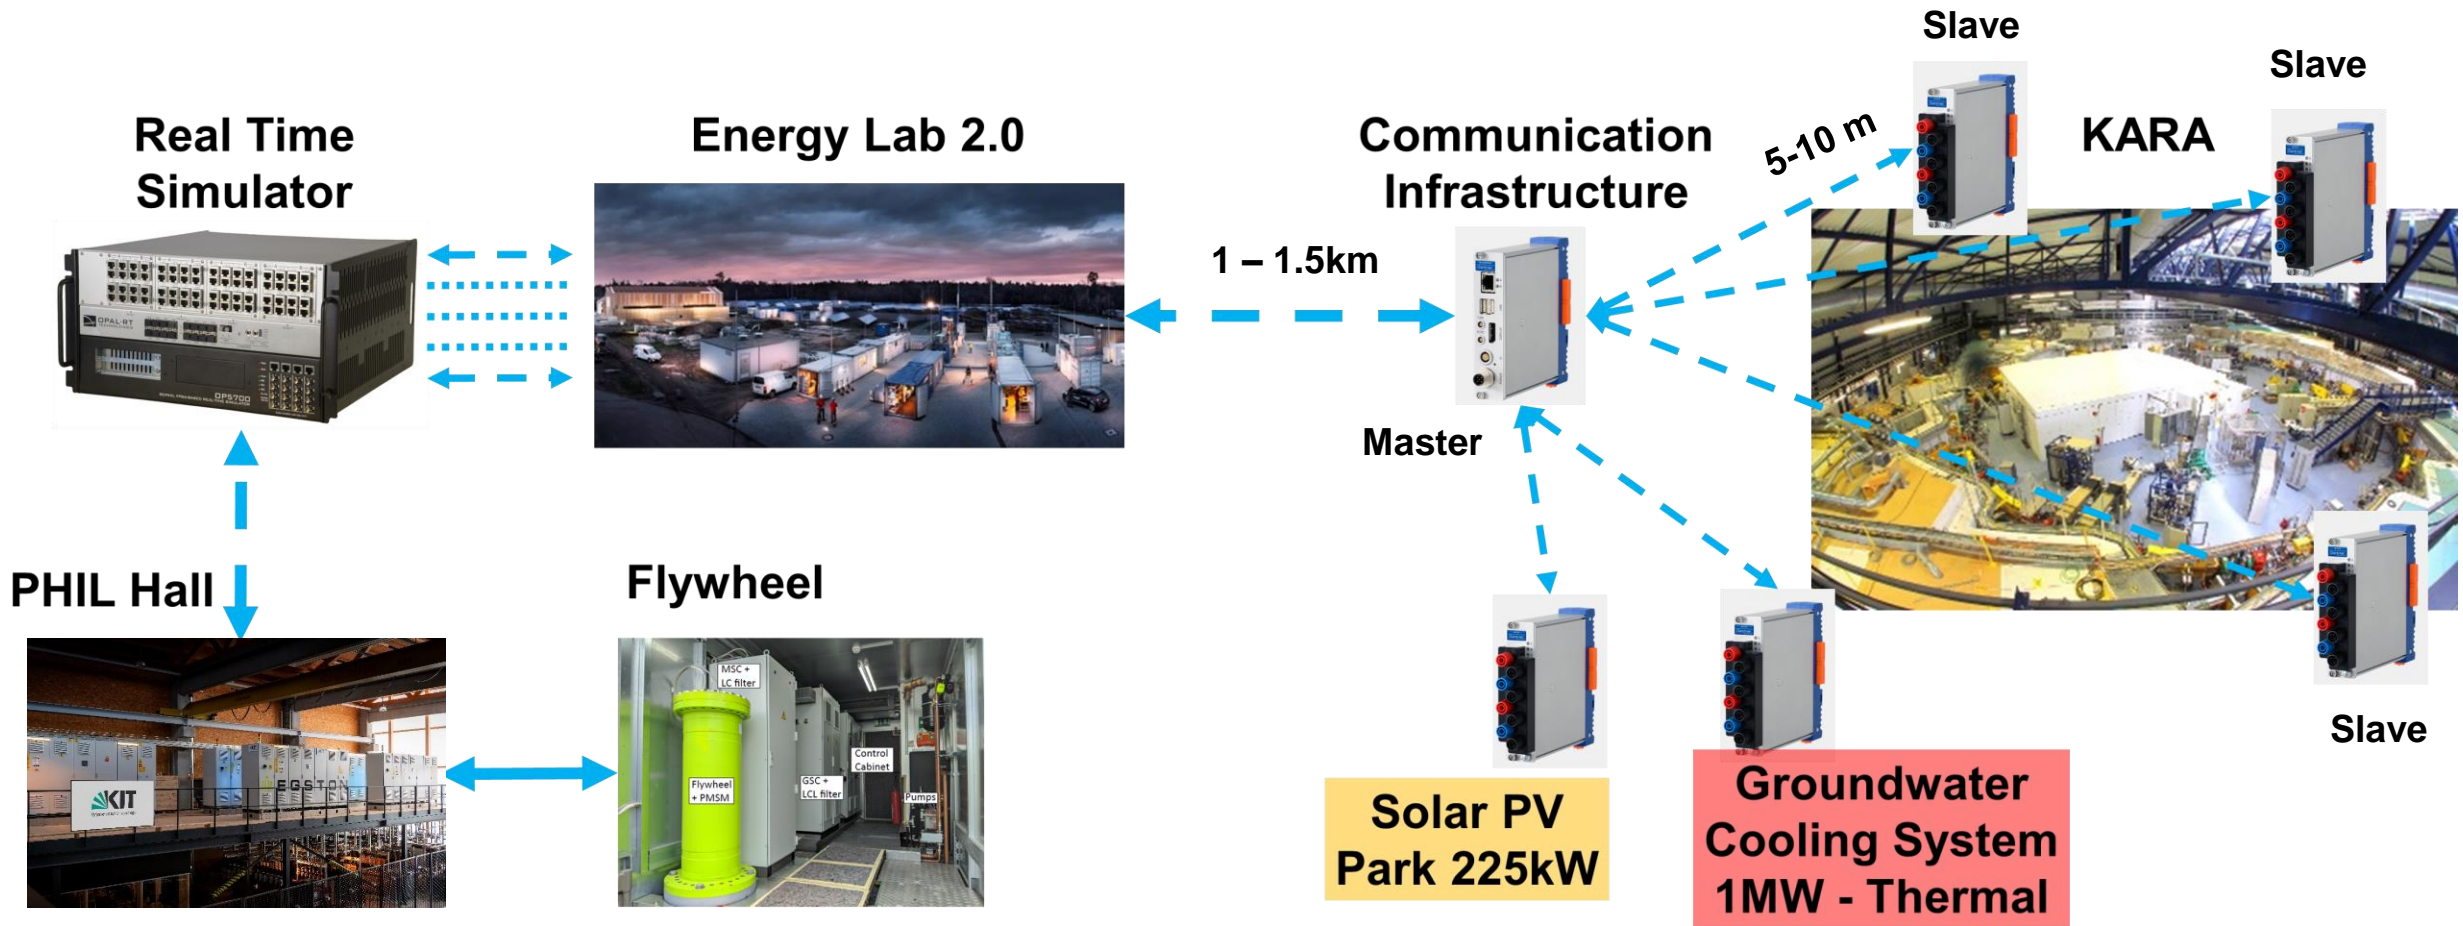 Slave
Slave
Real Time
Simulator
Energy Lab 2.0
Communication
Infrastructure
5-10 m
KARA
1 – 1.5km
OPAL-RT
OP5700
Master
PHIL Hall
Flywheel
MSC +
LC filter
Control
Cabinet
GSC +
LCL filter
Flywheel
+ PMSM
Pumps
EGSTON
KIT
Slave
Solar PV
Park 225kW
Groundwater
Cooling System
1MW - Thermal